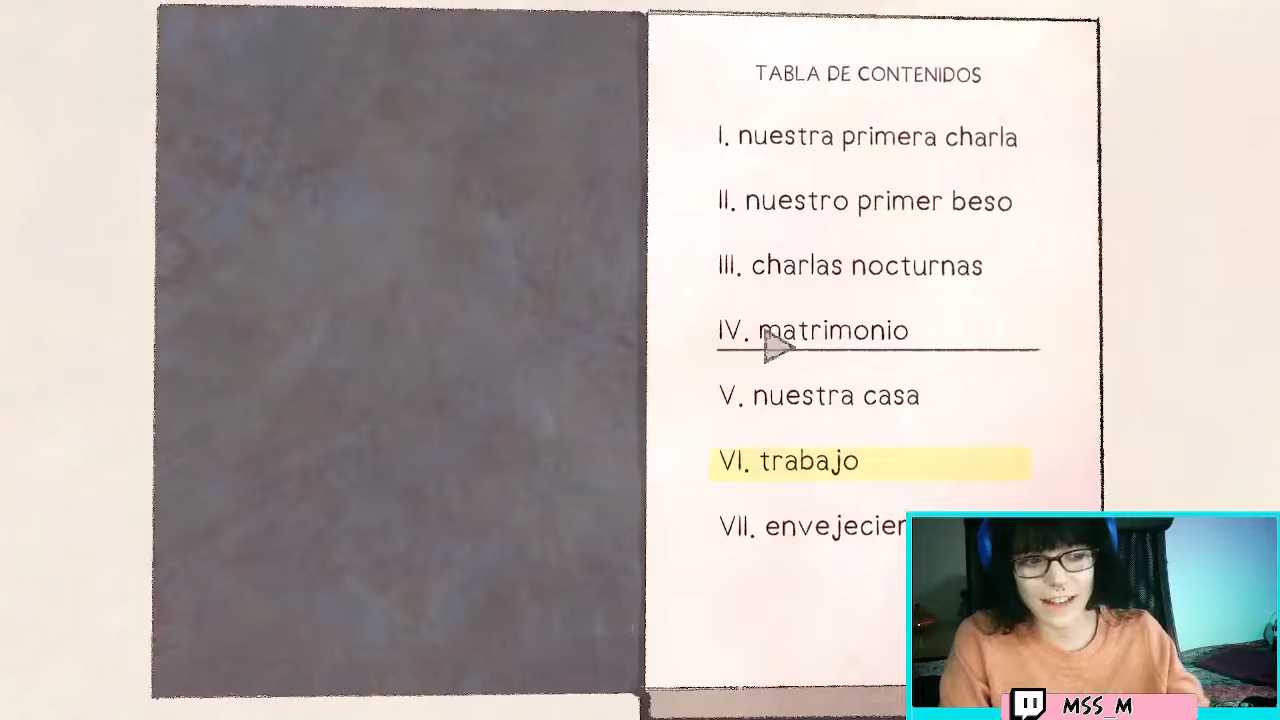 TABLA DE CONTENIDOS
I. nuestra primera charla
II. nuestro primer beso
III. charlas nocturnas
IV. matrimonio
V. nuestra casa
VI. trabajo
VII.
MSS_M